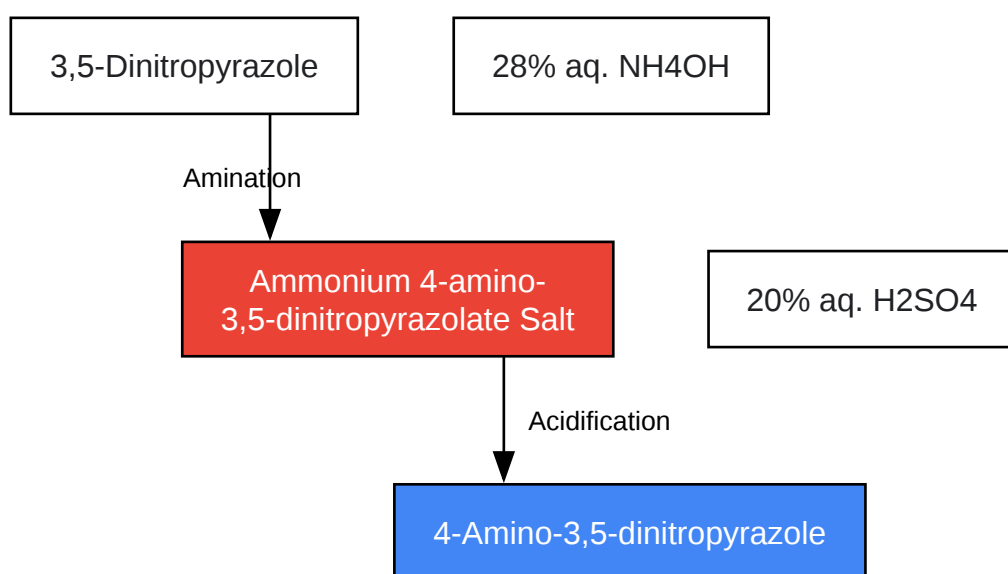 3,5-Dinitropyrazole
28% aq. NH4OH
Amination
Ammonium 4-amino-
3,5-dinitropyrazolate Salt
20% aq. H2SO4
Acidification
4-Amino-3,5-dinitropyrazole